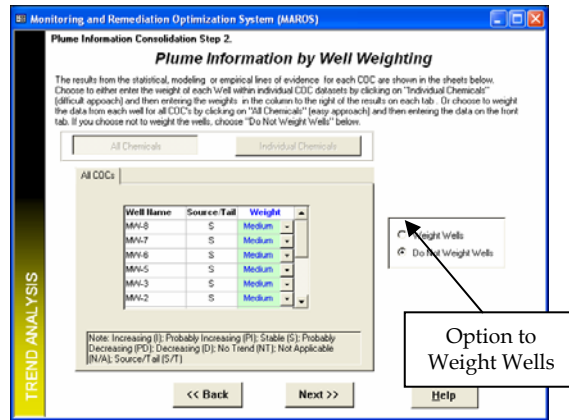 Monitoring and Remediation Optimization System (MAROS)
Plume Information Consolidation Step 2.
Plume Information by Well Weighting
The results from the statistical, modeling or empirical lines of evidence for each COC are shown in the sheets below.
Choose to either enter the weight of each Well within individual COC datasets by clicking on "Individual Chemicals"
(difficult appoach) and then entering the weights in the column to the right of the results on each tab. Or choose to weight
the data from each well for all COC's by clicking on "All Chemicals" (easy approach) and then entering the data on the front
tab. If you choose not to weight the wells, choose "Do Not Weight Wells" below.
All Chemicals Individual Chemicals
All COCs
Well Name Source/Tail Weight
MW-8 S Medium
MW-7 S Medium
MW-6 S Medium
MW-5 S Medium
MW-3 S Medium
MW-2 S Medium
Weight Wells
Do Not Weight Wells
Option to
Weight Wells
Note: Increasing (I); Probably Increasing (PI); Stable (S); Probably
Decreasing (PD); Decreasing (D); No Trend (NT); Not Applicable
(N/A); Source/Tail (S/T)
<< Back Next >> Help
TREND ANALYSIS